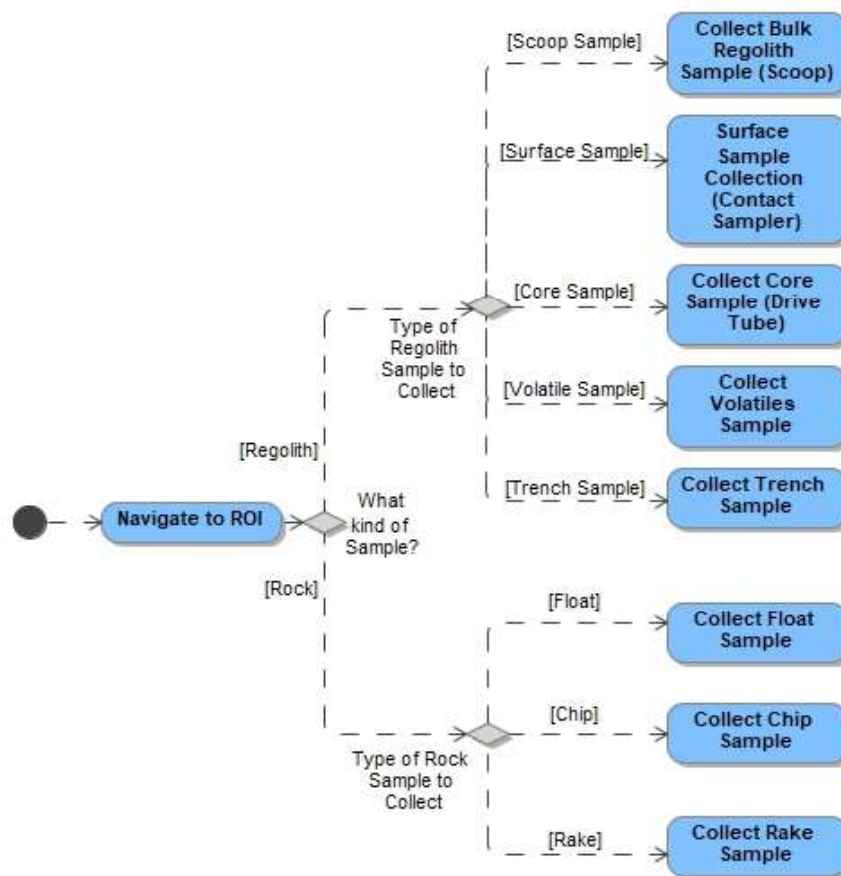 [Scoop Sample]
Collect Bulk
Regolith
Sample (Scoop)
[Surface Sample]
Surface
Sample
Collection
(Contact
Sampler)
[Core Sample]
Collect Core
Sample (Drive
Tube)
Type of
Regolith
Sample to
Collect
[Volatile Sample]
Collect
Volatiles
Sample
[Regolith]
[Trench Sample]
Collect Trench
Sample
Navigate to ROI
What
kind of
Sample?
[Rock]
[Float]
Collect Float
Sample
[Chip]
Collect Chip
Sample
Type of Rock
Sample to
Collect
[Rake]
Collect Rake
Sample